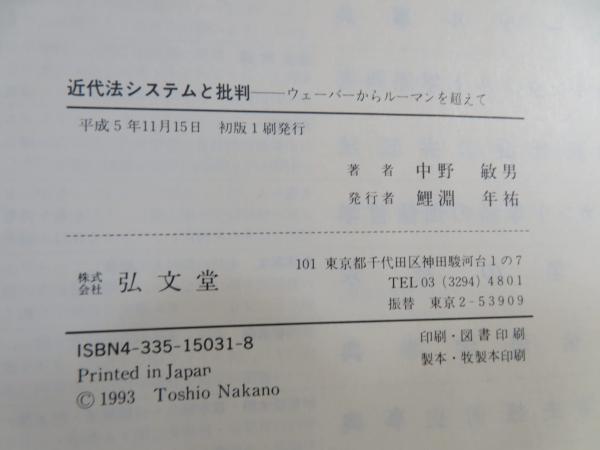 近代法システムと批判――ウェーバーからルーマンを超えて
平成5年11月15日 初版1刷発行
著者 中野 敏男
発行者 鯉淵 年祐
株式会社 弘文堂
101 東京都千代田区神田駿河台1の7
TEL 03 (3294) 4801
振替 東京2-53909
ISBN4-335-15031-8
Printed in Japan
© 1993 Toshio Nakano
印刷・図書印刷
製本・牧製本印刷